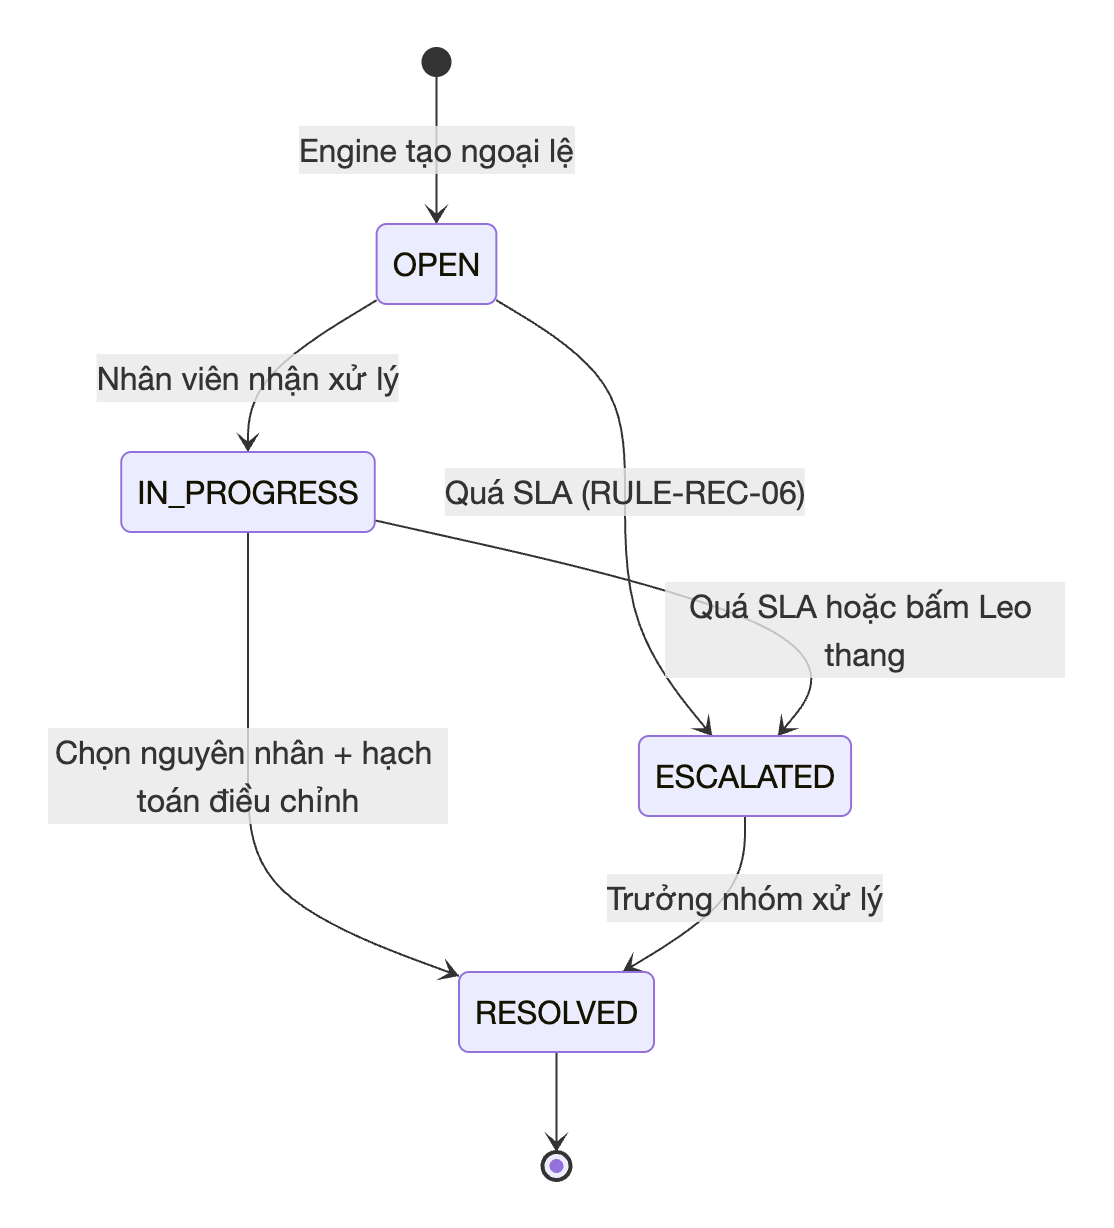 Engine tạo ngoại lệ
OPEN
Nhân viên nhận xử lý
IN_PROGRESS
Quá SLA (RULE-REC-06)
Quá SLA hoặc bấm Leo
thang
Chọn nguyên nhân + hạch
toán điều chỉnh
ESCALATED
Trưởng nhóm xử lý
RESOLVED